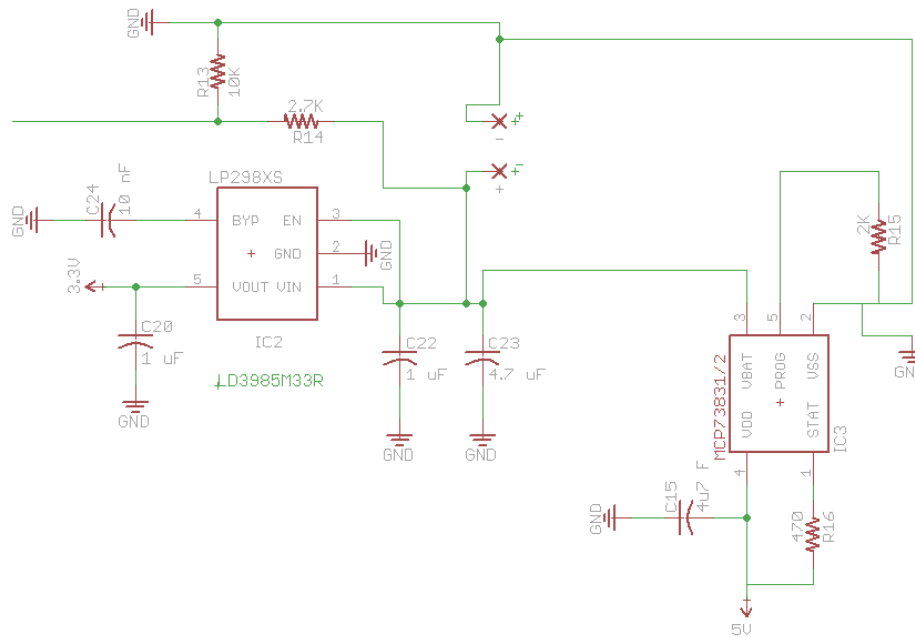 GND
R13
10K
2.7K
R14
+
-
-
+
LP298XS
C24
10 nF
GND
4
BYP
EN
3
GND
2
GND
3.3V
5
VOUT
VIN
1
C20
1 uF
GND
IC2
LD3985M33R
C22
1 uF
GND
C23
4.7 uF
GND
2K
R15
3
5
2
VBAT
PROG
VSS
GND
MCP73831/2
VDD
STAT
IC3
4
1
C15
4u7 F
GND
470
R16
5V